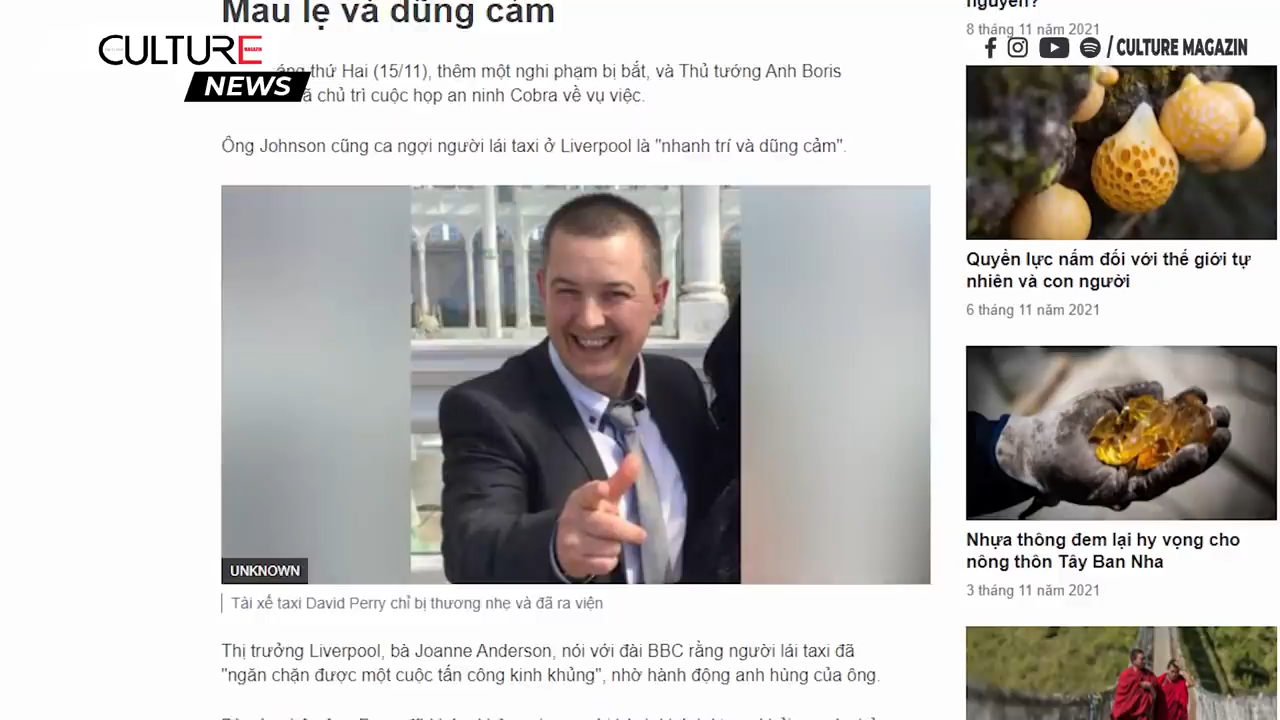 Mau lẹ và dũng cảm
nguyên?
8 tháng 11 năm 2021
CULTURE
MAGAZIN
NEWS
/ CULTURE MAGAZIN
thứ Hai (15/11), thêm một nghi phạm bị bắt, và Thủ tướng Anh Boris
chủ trì cuộc họp an ninh Cobra về vụ việc.
Ông Johnson cũng ca ngợi người lái taxi ở Liverpool là "nhanh trí và dũng cảm".
UNKNOWN
Tài xế taxi David Perry chỉ bị thương nhẹ và đã ra viện
Thị trưởng Liverpool, bà Joanne Anderson, nói với đài BBC rằng người lái taxi đã
"ngăn chặn được một cuộc tấn công kinh khủng", nhờ hành động anh hùng của ông.
Quyền lực nấm đối với thế giới tự
nhiên và con người
6 tháng 11 năm 2021
Nhựa thông đem lại hy vọng cho
nông thôn Tây Ban Nha
3 tháng 11 năm 2021